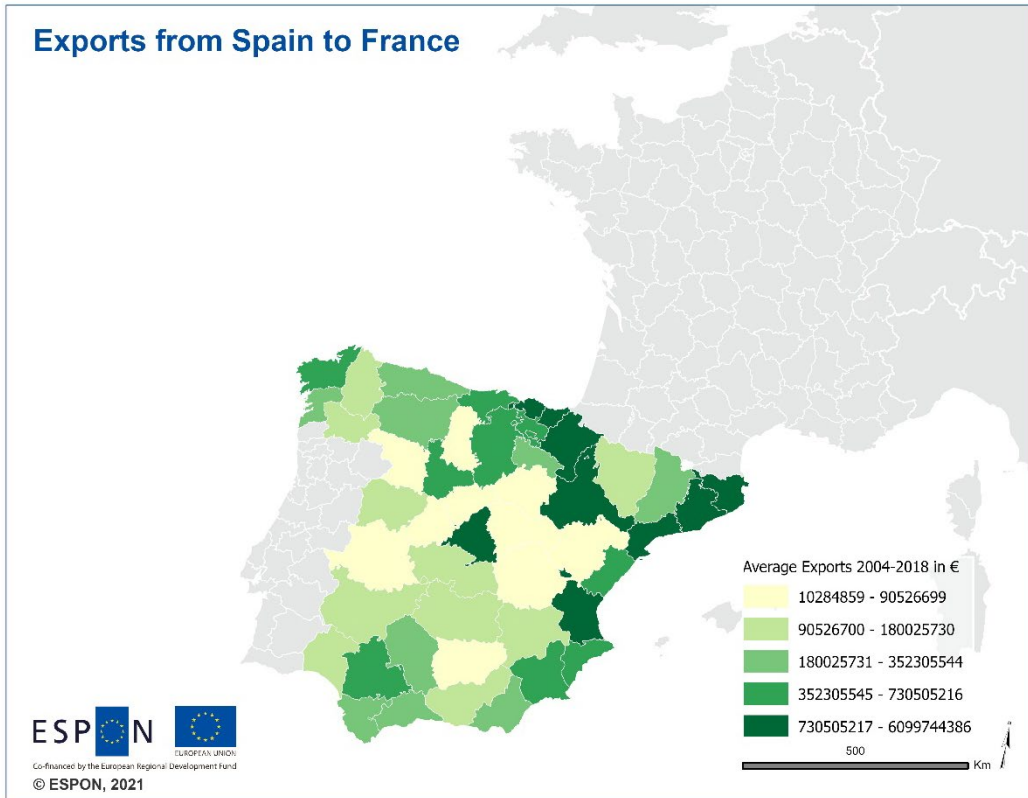 Exports from Spain to France
Average Exports 2004-2018 in €
10284859 - 90526699
90526700 - 180025730
180025731 - 352305544
352305545 - 730505216
730505217 - 6099744386
500
Km
ESPON
EUROPEAN UNION
Co-financed by the European Regional Development Fund
© ESPON, 2021